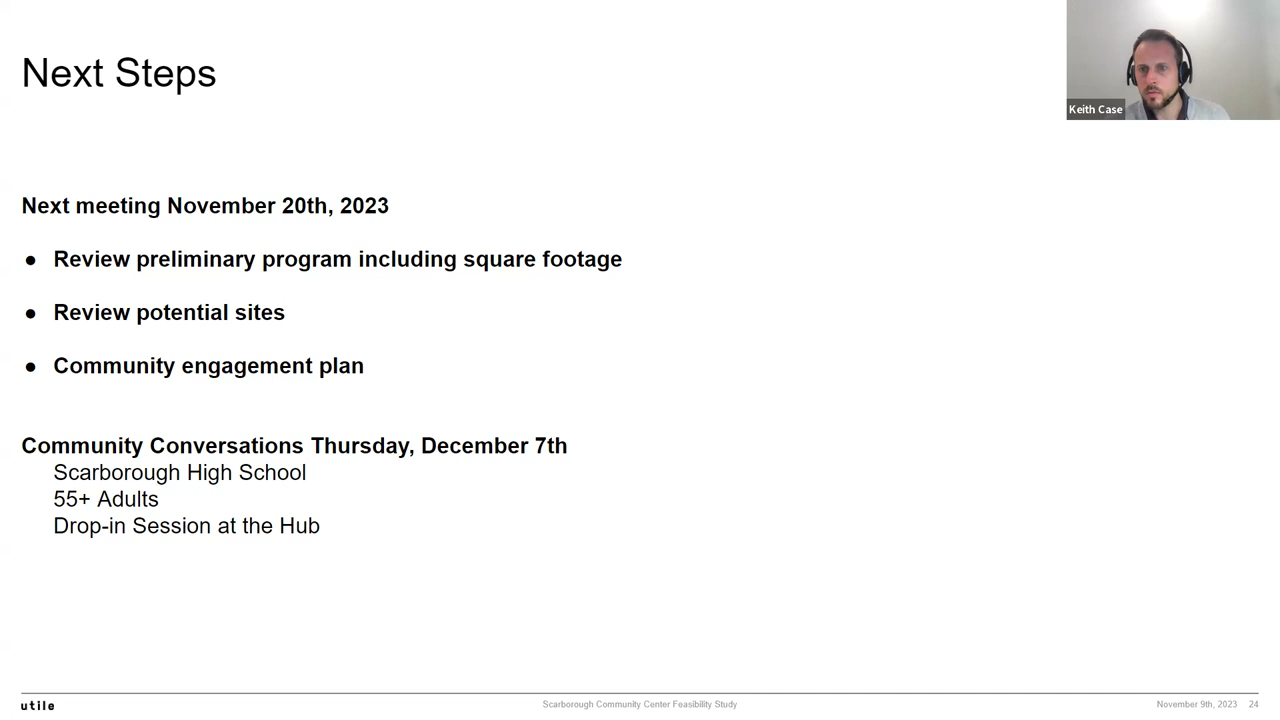 Next Steps
Keith Case
Next meeting November 20th, 2023
● Review preliminary program including square footage
● Review potential sites
● Community engagement plan
Community Conversations Thursday, December 7th
Scarborough High School
55+ Adults
Drop-in Session at the Hub
utile
Scarborough Community Center Feasibility Study
November 9th, 2023 24